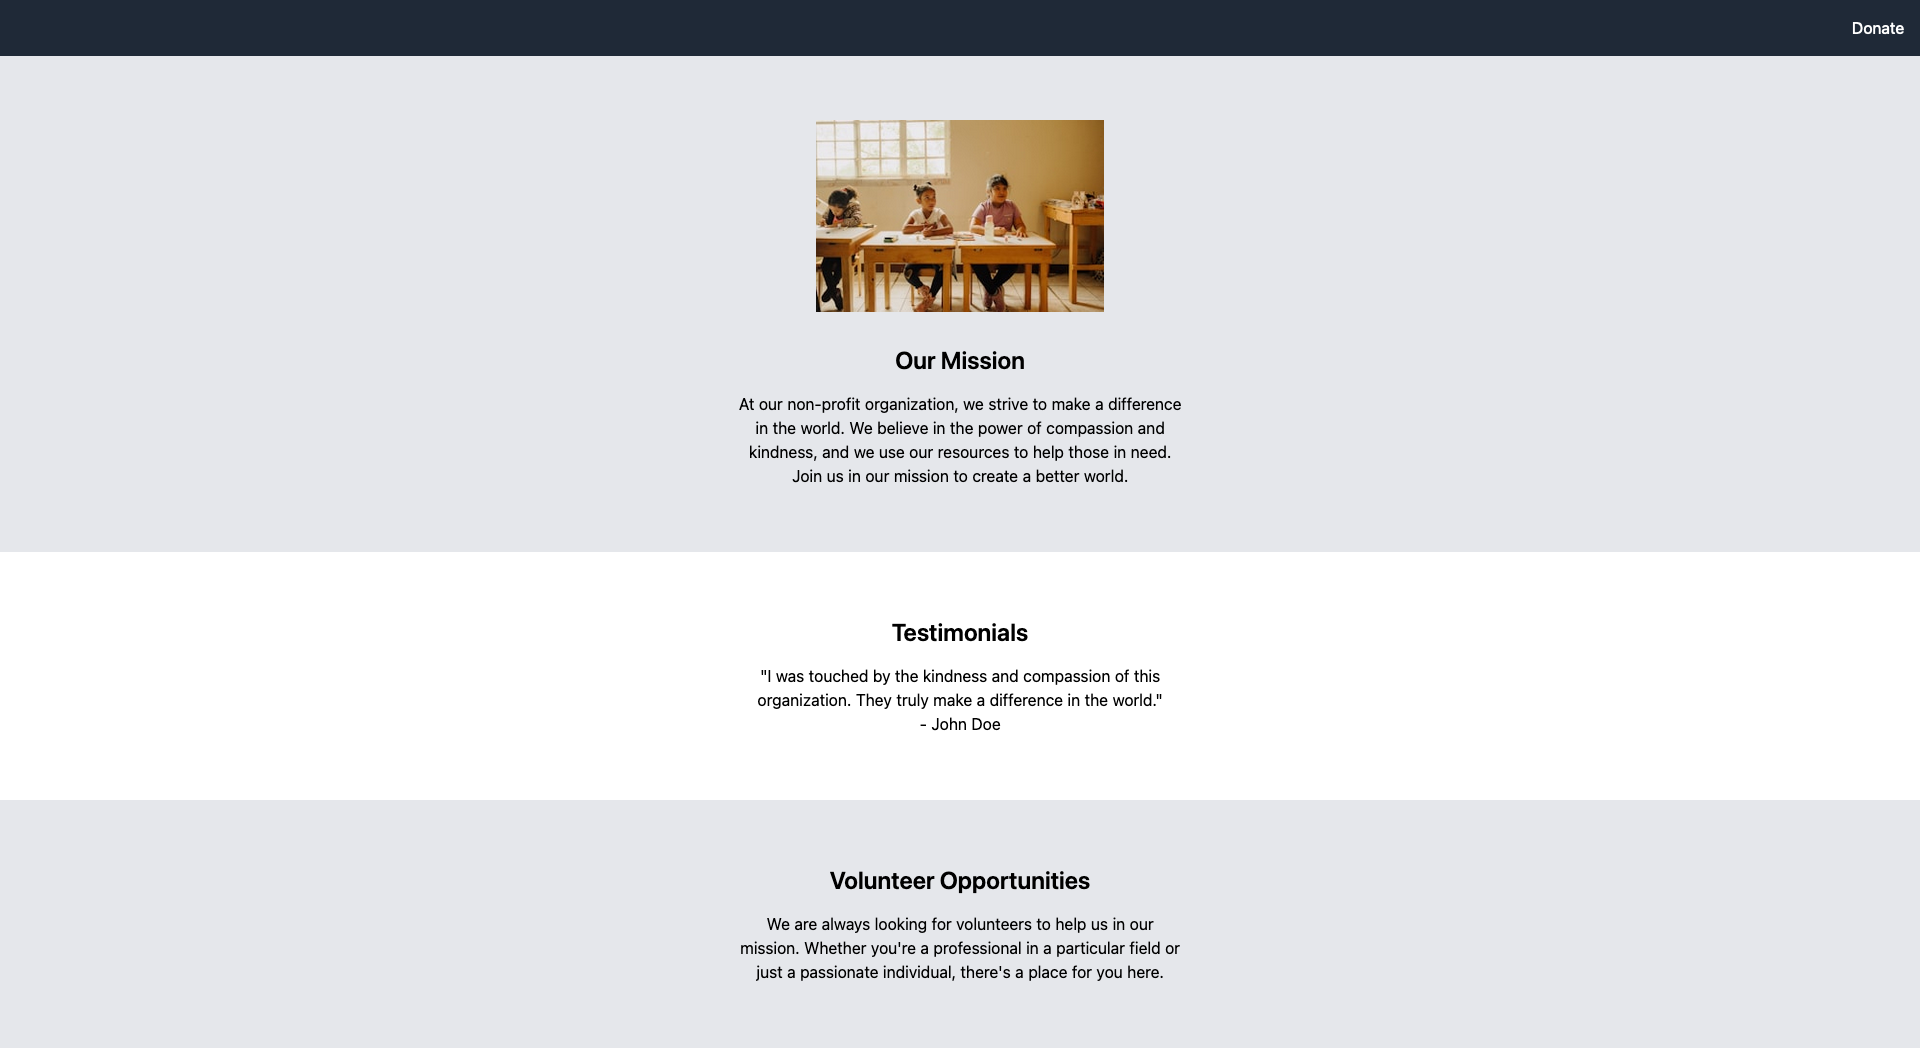 Donate
Our Mission
At our non-profit organization, we strive to make a difference
in the world. We believe in the power of compassion and
kindness, and we use our resources to help those in need.
Join us in our mission to create a better world.
Testimonials
"I was touched by the kindness and compassion of this
organization. They truly make a difference in the world."
- John Doe
Volunteer Opportunities
We are always looking for volunteers to help us in our
mission. Whether you're a professional in a particular field or
just a passionate individual, there's a place for you here.